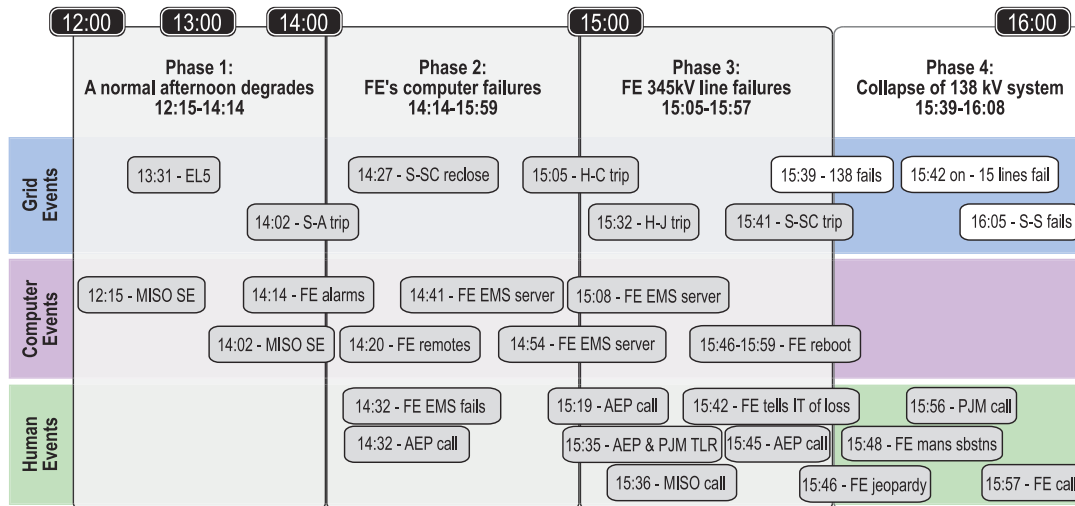 12:00
13:00
14:00
15:00
16:00
Phase 1:
A normal afternoon degrades
12:15-14:14
Phase 2:
FE's computer failures
14:14-15:59
Phase 3:
FE 345kV line failures
15:05-15:57
Phase 4:
Collapse of 138 kV system
15:39-16:08
Grid
Events
13:31 - EL5
14:27 - S-SC reclose
15:05 - H-C trip
15:39 - 138 fails
15:42 on - 15 lines fail
14:02 - S-A trip
15:32 - H-J trip
15:41 - S-SC trip
16:05 - S-S fails
Computer
Events
12:15 - MISO SE
14:14 - FE alarms
14:41 - FE EMS server
15:08 - FE EMS server
14:02 - MISO SE
14:20 - FE remotes
14:54 - FE EMS server
15:46-15:59 - FE reboot
Human
Events
14:32 - FE EMS fails
15:19 - AEP call
15:42 - FE tells IT of loss
15:56 - PJM call
14:32 - AEP call
15:35 - AEP & PJM TLR
15:45 - AEP call
15:48 - FE mans sbstns
15:36 - MISO call
15:46 - FE jeopardy
15:57 - FE call